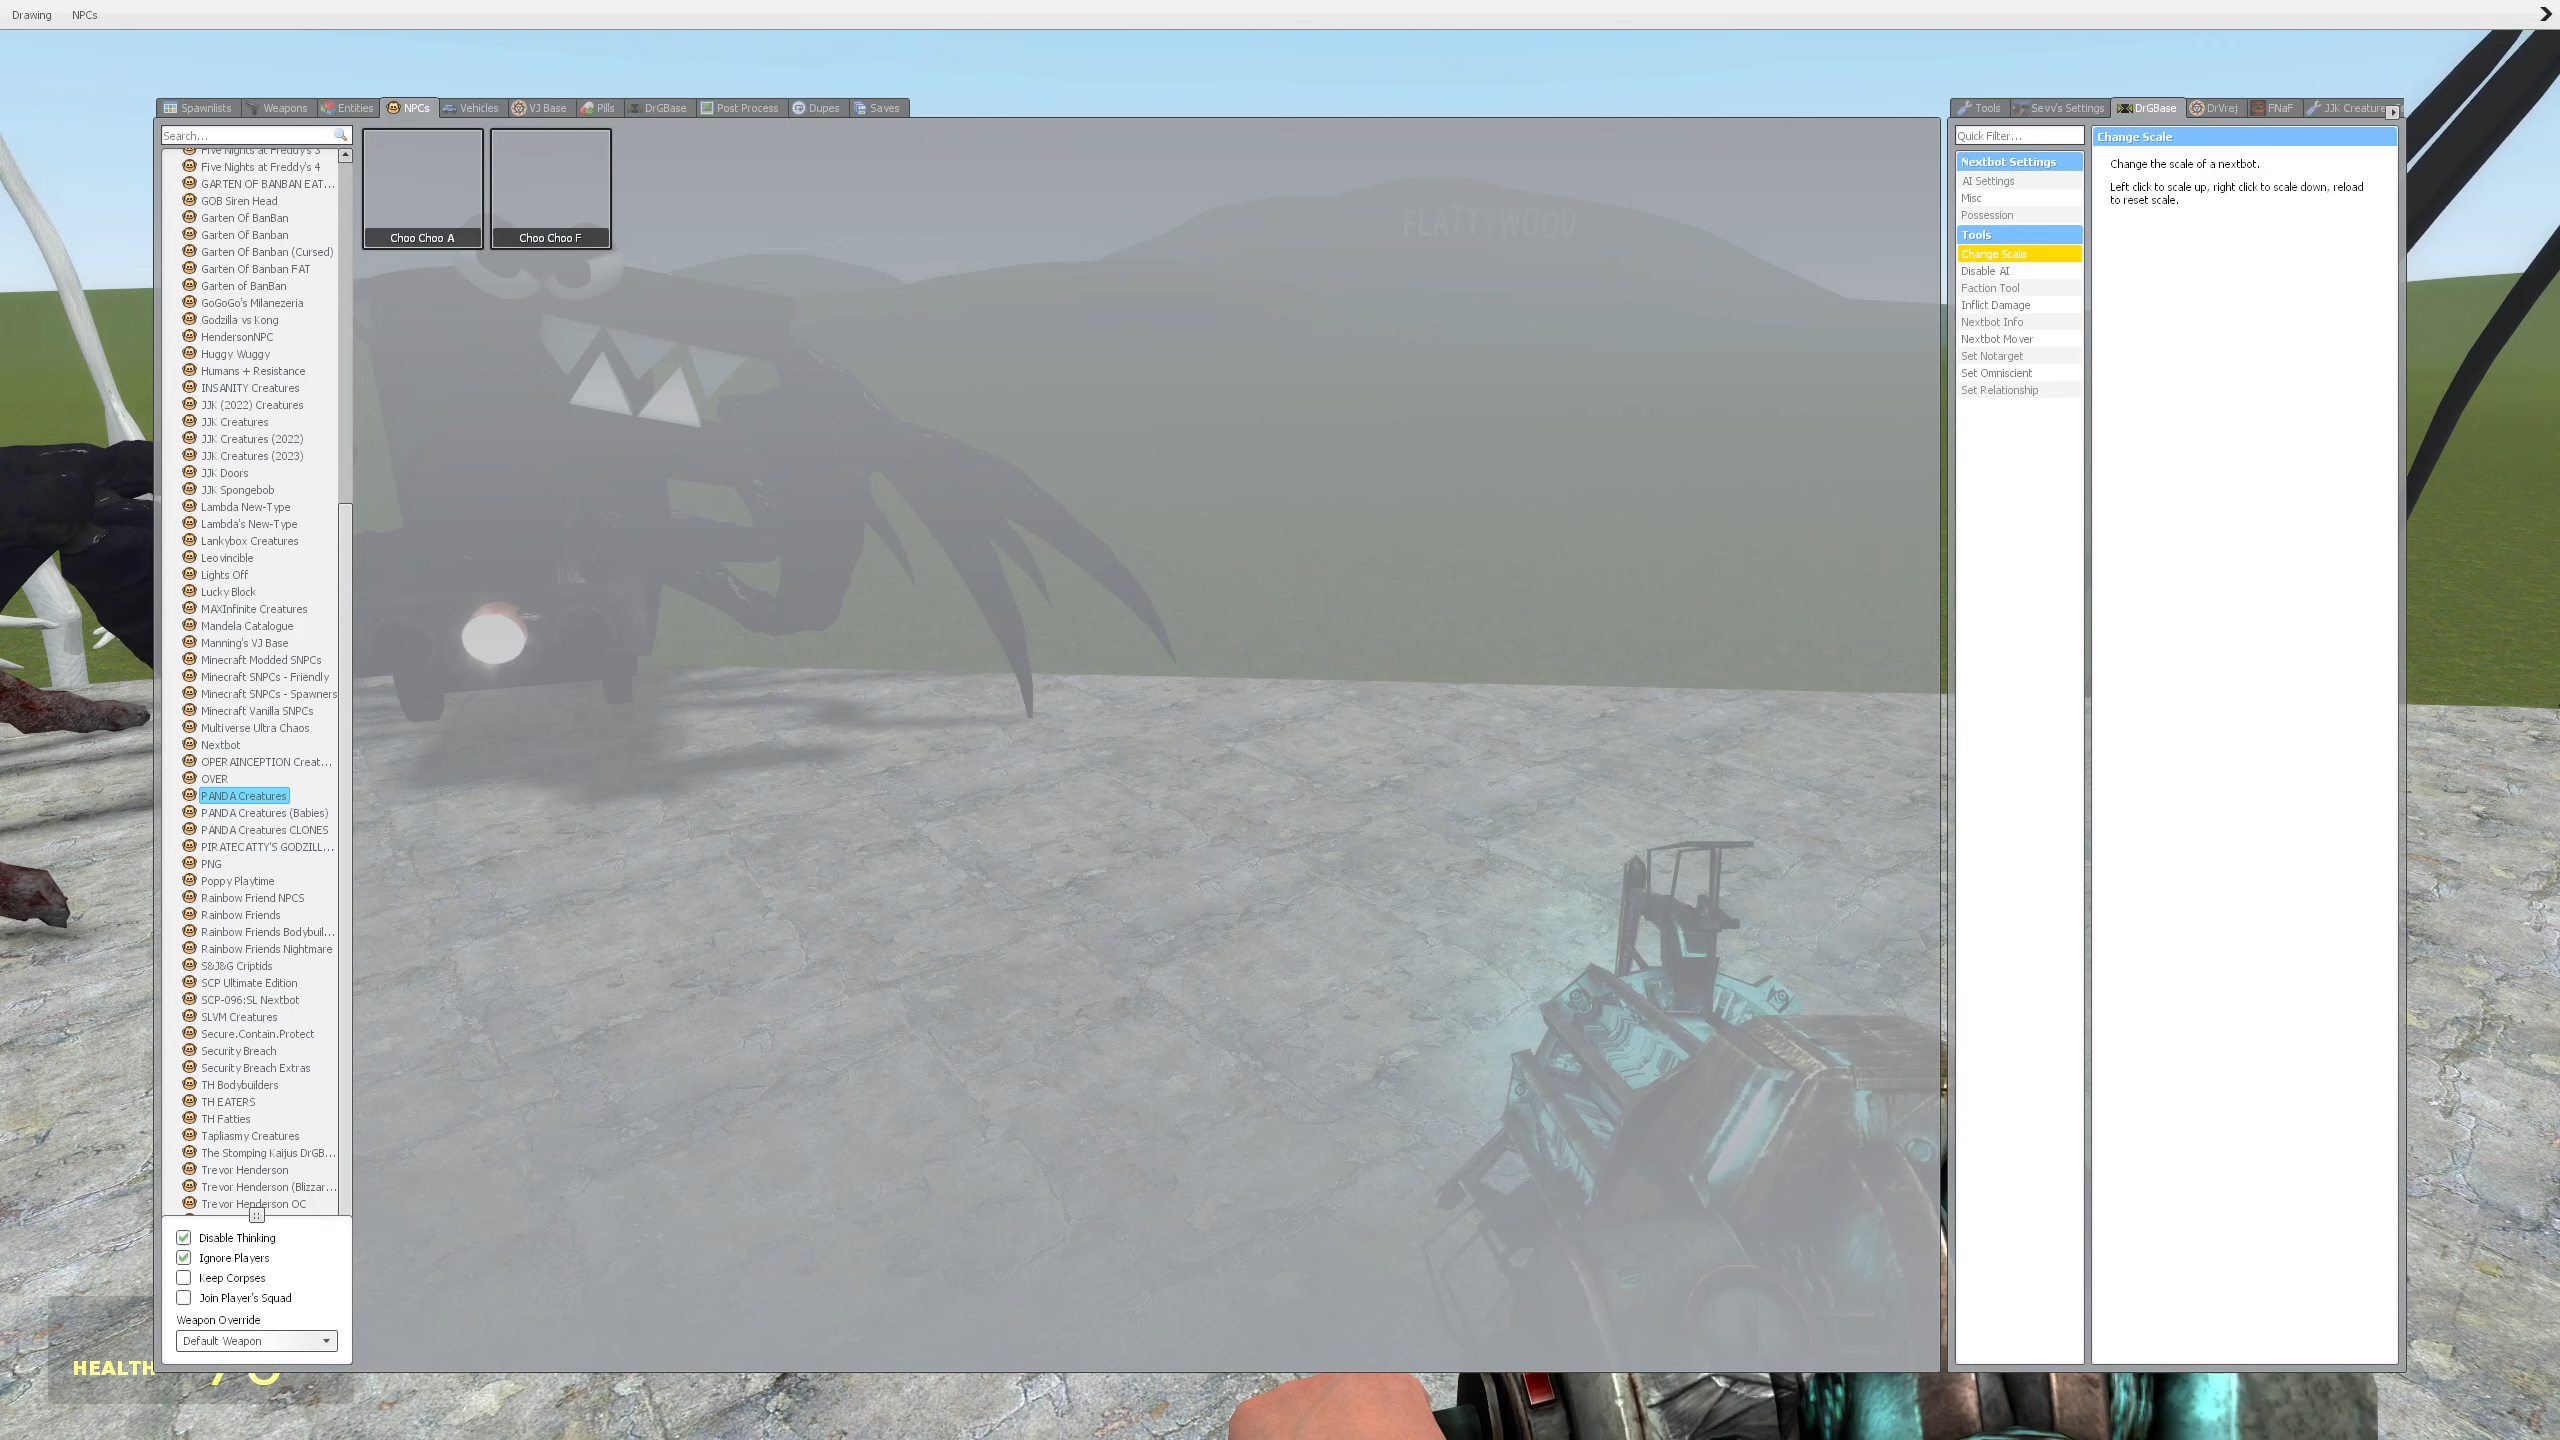 Drawing NPCs
Spawnlists Weapons Entities NPCs Vehicles VJ Base Pills DrGBase Post Process Dupes Saves
Search...
Five Nights at Freddy's 3
Five Nights at Freddy's 4
GARTEN OF BANBAN EAT...
GOB Siren Head
Garten Of BanBan
Garten Of Banban
Garten Of Banban (Cursed)
Garten Of Banban FAT
Garten of BanBan
GoGoGo's Milanezeria
Godzilla vs Kong
HendersonNPC
Huggy Wuggy
Humans + Resistance
INSANITY Creatures
JJK (2022) Creatures
JJK Creatures
JJK Creatures (2022)
JJK Creatures (2023)
JJK Doors
JJK Spongebob
Lambda New-Type
Lambda's New-Type
Lankybox Creatures
Leovincible
Lights Off
Lucky Block
MAXInfinite Creatures
Mandela Catalogue
Manning's VJ Base
Minecraft Modded SNPCs
Minecraft SNPCs - Friendly
Minecraft SNPCs - Spawners
Minecraft Vanilla SNPCs
Multiverse Ultra Chaos
Nextbot
OPERAINCEPTION Creat...
OVER
PANDA Creatures
PANDA Creatures (Babies)
PANDA Creatures CLONES
PIRATECATTY'S GODZILL...
PNG
Poppy Playtime
Rainbow Friend NPCS
Rainbow Friends
Rainbow Friends Bodybuil...
Rainbow Friends Nightmare
S&J&G Criptids
SCP Ultimate Edition
SCP-096:SL Nextbot
SLVM Creatures
Secure.Contain.Protect
Security Breach
Security Breach Extras
TH Bodybuilders
TH EATERS
TH Fatties
Tapliasmy Creatures
The Stomping Kaijus DrGB...
Trevor Henderson
Trevor Henderson (Blizzar...
Trevor Henderson OC
Disable Thinking
Ignore Players
Keep Corpses
Join Player's Squad
Weapon Override
Default Weapon
HEALTH
Choo Choo A
Choo Choo F
FLATTYWOOD
Tools Sevv's Settings DrGBase DrVrej FNaF JJK Creature
Quick Filter...
Nextbot Settings
AI Settings
Misc
Possession
Tools
Change Scale
Disable AI
Faction Tool
Inflict Damage
Nextbot Info
Nextbot Mover
Set Notarget
Set Omniscient
Set Relationship
Change Scale
Change the scale of a nextbot.
Left click to scale up, right click to scale down, reload
to reset scale.